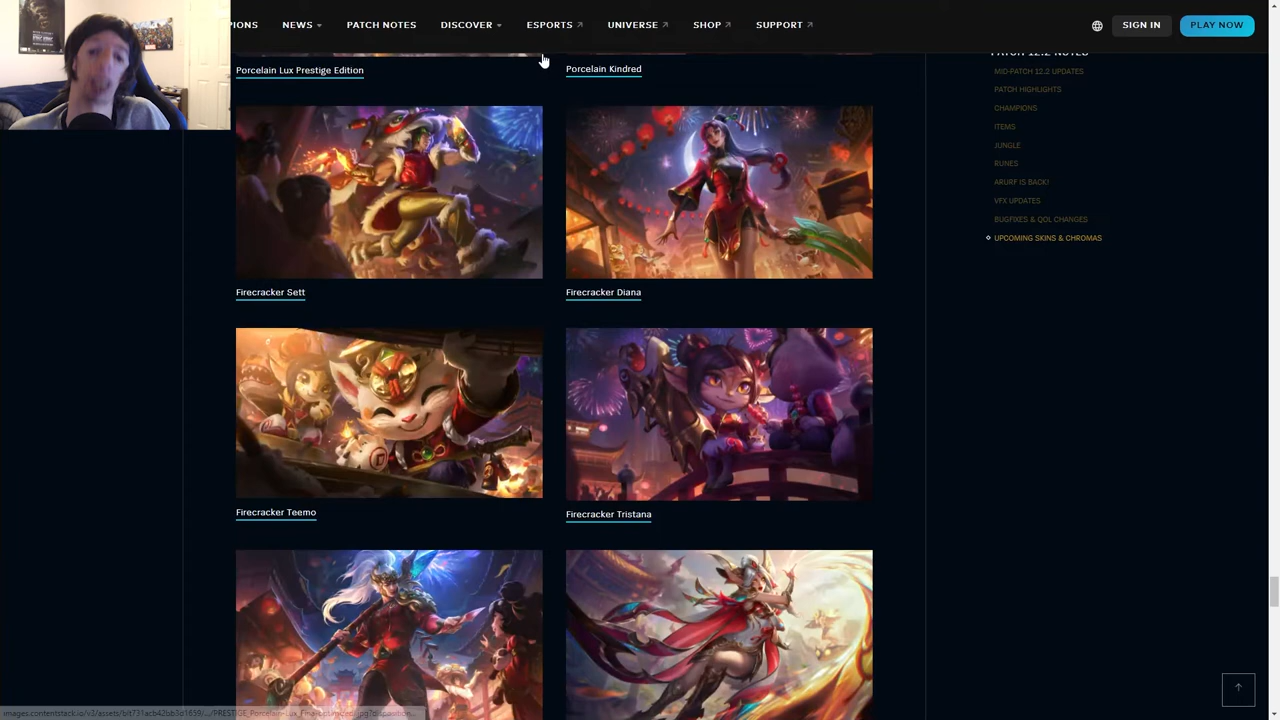 PIONS NEWS PATCH NOTES DISCOVER ESPORTS UNIVERSE SHOP SUPPORT SIGN IN PLAY NOW
Porcelain Lux Prestige Edition
Porcelain Kindred
Firecracker Sett
Firecracker Diana
Firecracker Teemo
Firecracker Tristana
PATCH 12.2 NOTES
MID-PATCH 12.2 UPDATES
PATCH HIGHLIGHTS
CHAMPIONS
ITEMS
JUNGLE
RUNES
ARURF IS BACK!
VFX UPDATES
BUGFIXES & QOL CHANGES
UPCOMING SKINS & CHROMAS